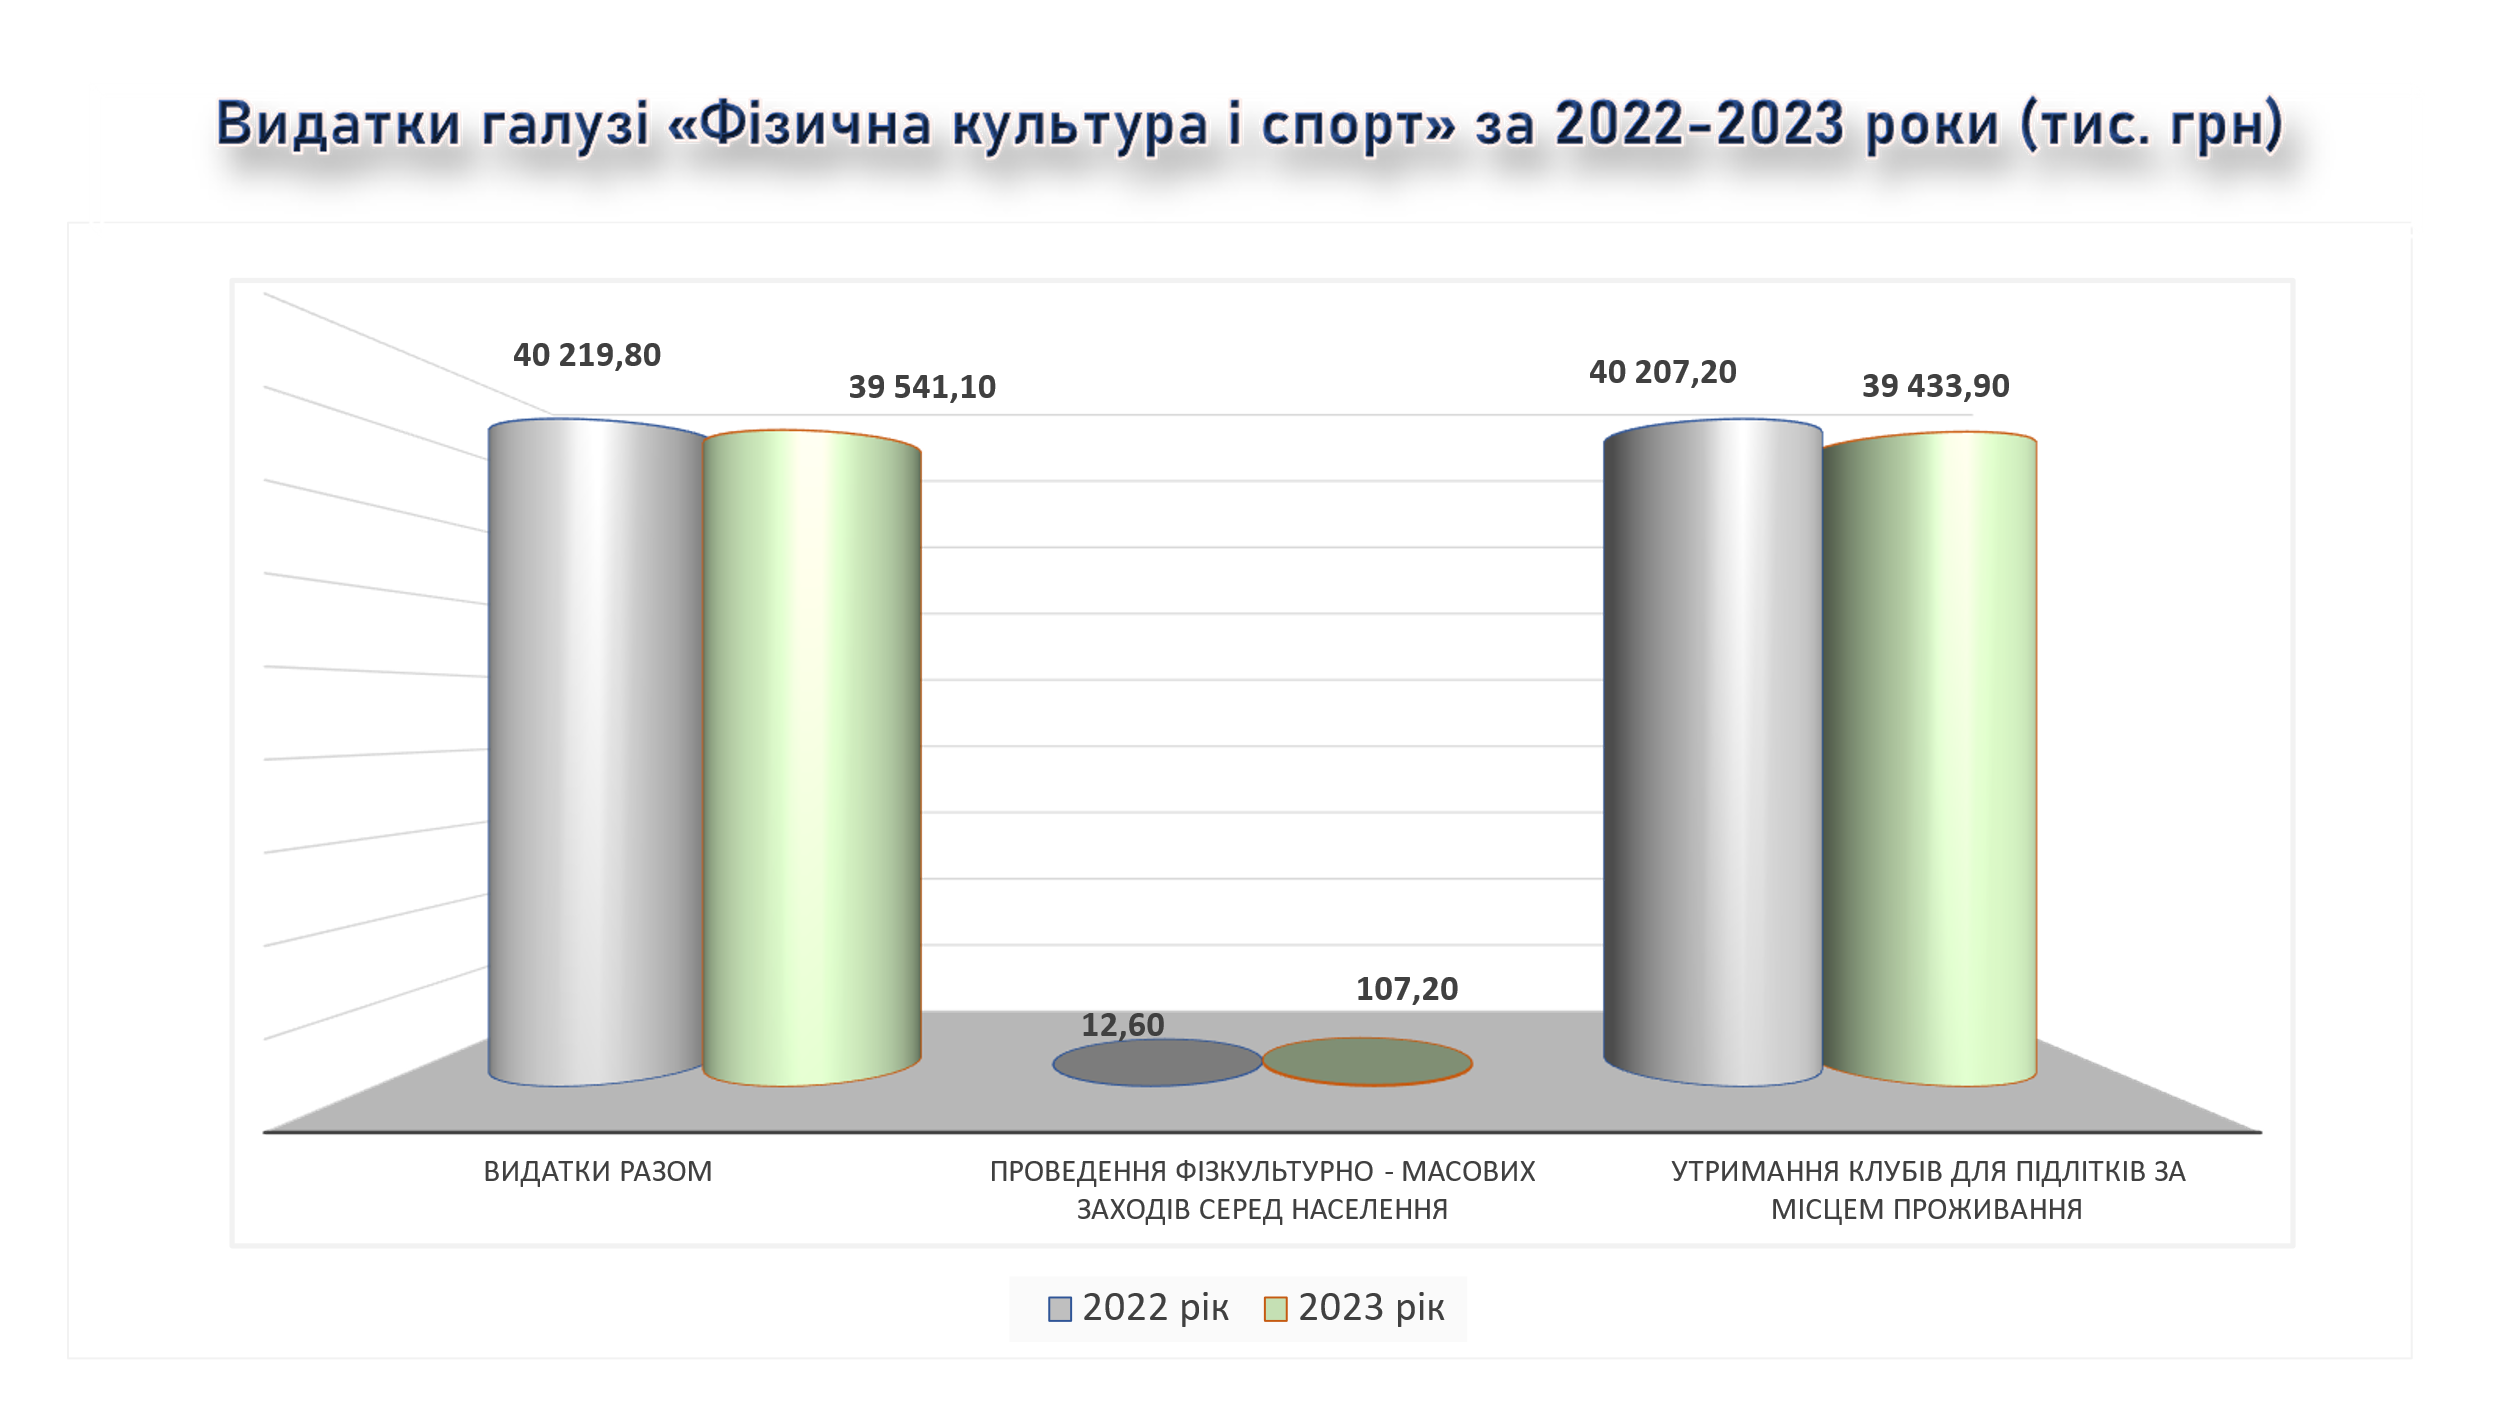 Видатки галузі «Фізична культура і спорт» за 2022-2023 роки (тис. грн)
40 219,80
39 541,10
40 207,20
39 433,90
12,60
107,20
ВИДАТКИ РАЗОМ
ПРОВЕДЕННЯ ФІЗКУЛЬТУРНО - МАСОВИХ
ЗАХОДІВ СЕРЕД НАСЕЛЕННЯ
УТРИМАННЯ КЛУБІВ ДЛЯ ПІДЛІТКІВ ЗА
МІСЦЕМ ПРОЖИВАННЯ
2022 рік
2023 рік